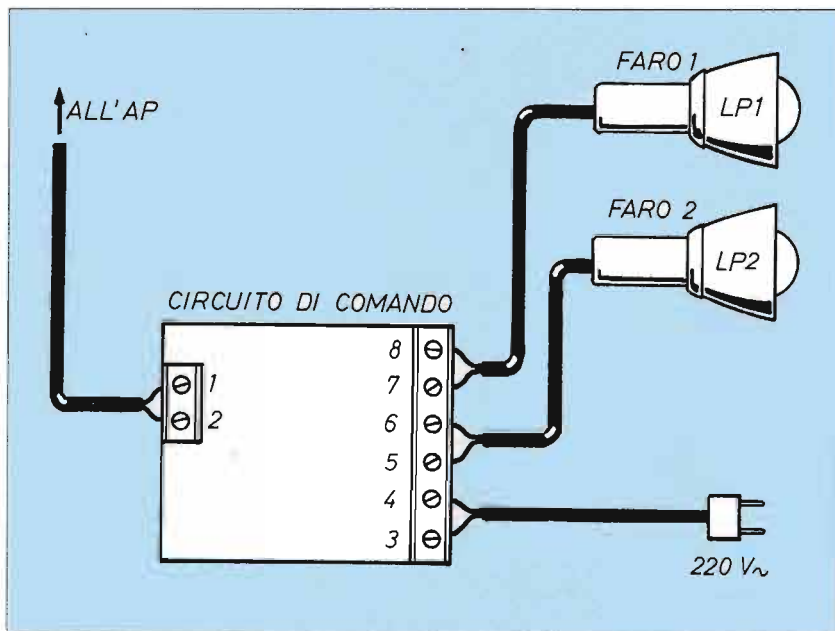 FARO 1
LP1
ALL'AP
FARO 2
LP2
CIRCUITO DI COMANDO
8
7
6
5
4
3
1
2
220 V~